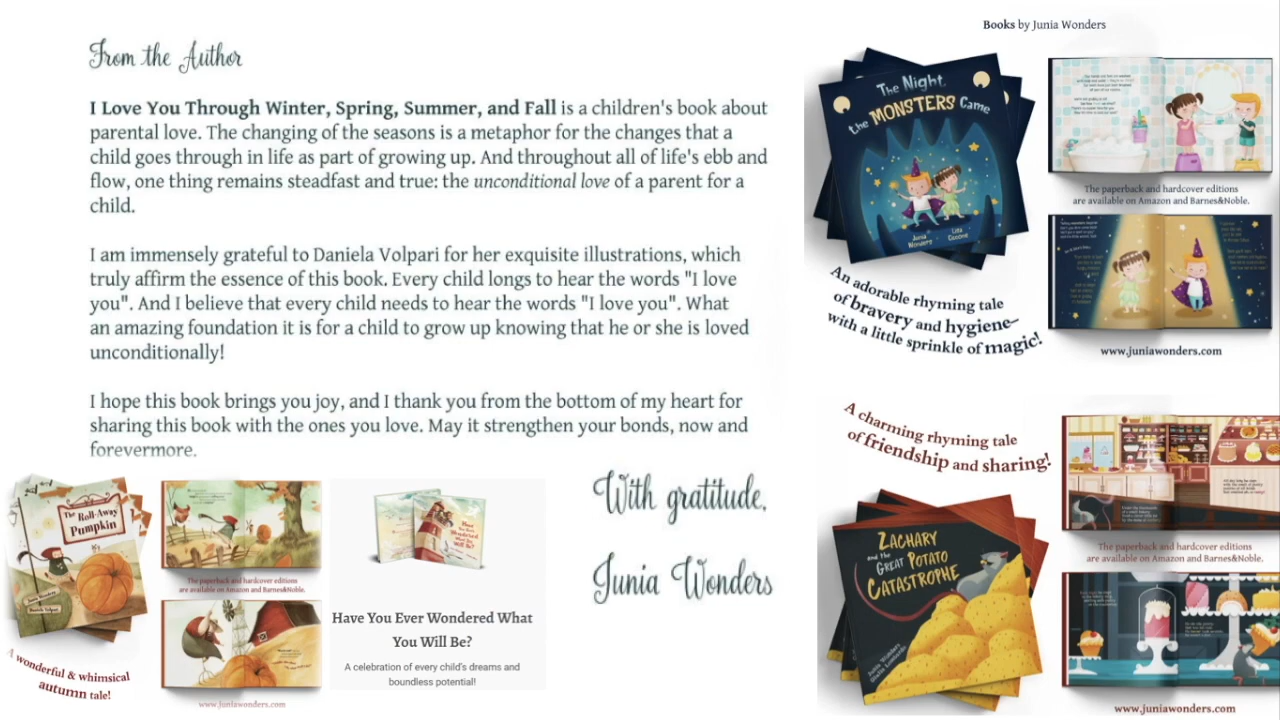 From the Author
I Love You Through Winter, Spring, Summer, and Fall is a children's book about
parental love. The changing of the seasons is a metaphor for the changes that a
child goes through in life as part of growing up. And throughout all of life's ebb and
flow, one thing remains steadfast and true: the unconditional love of a parent for a
child.
I am immensely grateful to Daniela Volpari for her exquisite illustrations, which
truly affirm the essence of this book. Every child longs to hear the words "I love
you". And I believe that every child needs to hear the words "I love you". What
an amazing foundation it is for a child to grow up knowing that he or she is loved
unconditionally!
I hope this book brings you joy, and I thank you from the bottom of my heart for
sharing this book with the ones you love. May it strengthen your bonds, now and
forevermore.
With gratitude,
Junia Wonders
The Roll-Away
Pumpkin
Junia Wonders
Daniela Volpari
A wonderful & whimsical
autumn tale!
The paperback and hardcover editions
are available on Amazon and Barnes&Noble.
www.juniawonders.com
Have You Ever Wondered What
You Will Be?
A celebration of every child's dreams and
boundless potential!
Books by Junia Wonders
The Night
the MONSTERS Came
Junia
Wonders
An adorable rhyming tale
of bravery and hygiene–
with a little sprinkle of magic!
The paperback and hardcover editions
are available on Amazon and Barnes&Noble.
www.juniawonders.com
A charming rhyming tale
of friendship and sharing!
ZACHARY
and the
GREAT POTATO
CATASTROPHE
Junia Wonders
The paperback and hardcover editions
are available on Amazon and Barnes&Noble.
www.juniawonders.com